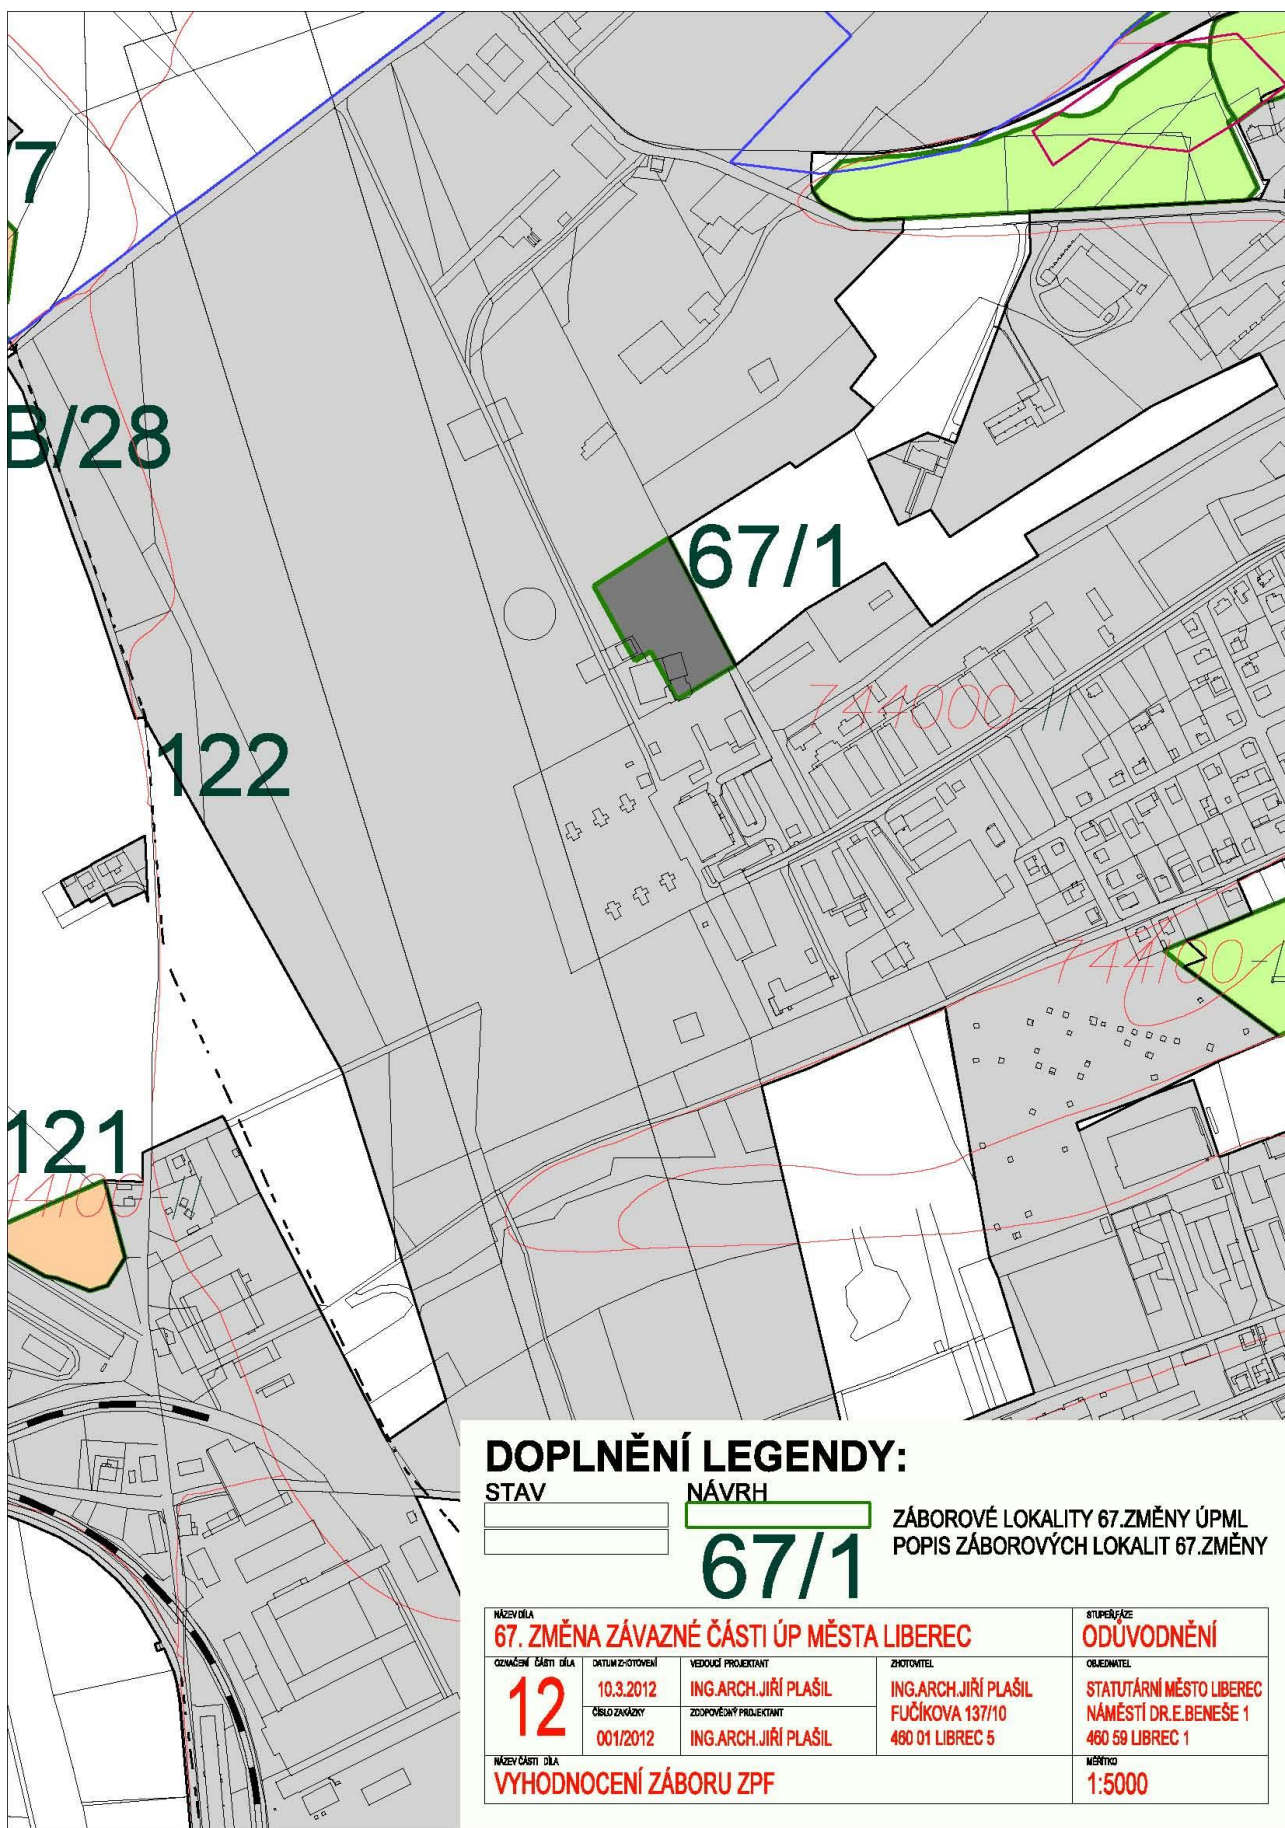 /7
B/28
67/1
744000-11
122
744100-
121
DOPLNĚNÍ LEGENDY:
STAV
NÁVRH
ZÁBOROVÉ LOKALITY 67.ZMĚNY ÚPML
67/1
POPIS ZÁBOROVÝCH LOKALIT 67.ZMĚNY
NÁZEV DÍLA
67. ZMĚNA ZÁVAZNÉ ČÁSTI ÚP MĚSTA LIBEREC
STUPEŇ/FÁZE
ODŮVODNĚNÍ
OZNAČENÍ ČÁSTI DÍLA
12
DATUM ZHOTOVENÍ
10.3.2012
ČÍSLO ZAKÁZKY
001/2012
VEDOUCÍ PROJEKTANT
ING.ARCH.JIŘÍ PLAŠIL
ZODPOVĚDNÝ PROJEKTANT
ING.ARCH.JIŘÍ PLAŠIL
ZHOTOVITEL
ING.ARCH.JIŘÍ PLAŠIL
FUČÍKOVA 137/10
460 01 LIBREC 5
OBJEDNATEL
STATUTÁRNÍ MĚSTO LIBEREC
NÁMĚSTÍ DR.E.BENEŠE 1
460 59 LIBREC 1
NÁZEV ČÁSTI DÍLA
VYHODNOCENÍ ZÁBORU ZPF
MĚŘÍTKO
1:5000